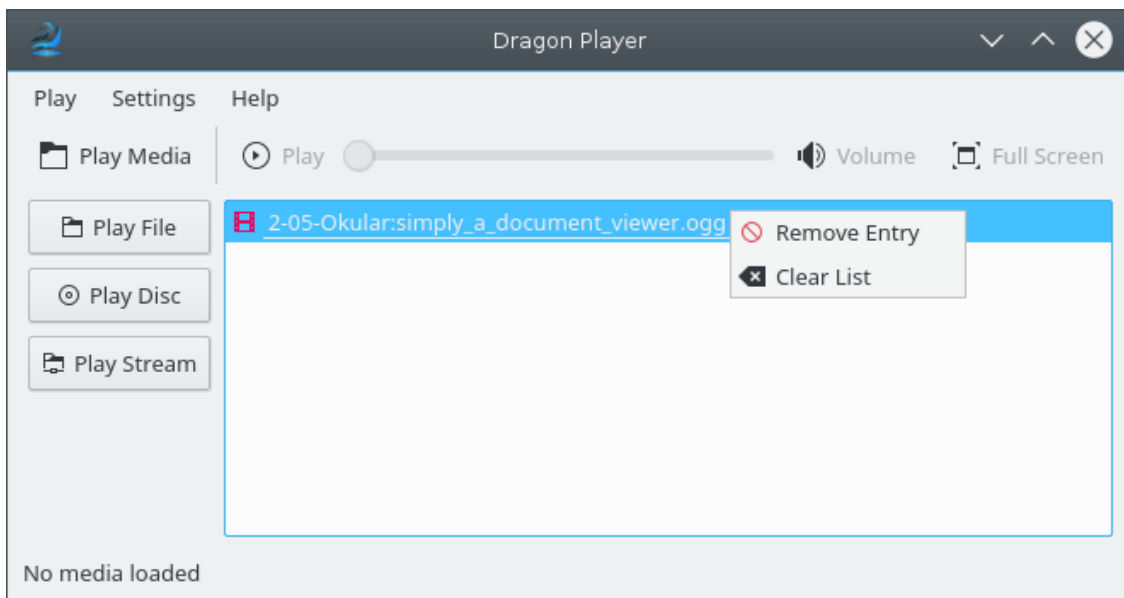 Dragon Player
Play Settings Help
Play Media Play Volume Full Screen
Play File
2-05-Okular:simply_a_document_viewer.ogg
Remove Entry
Clear List
Play Disc
Play Stream
No media loaded